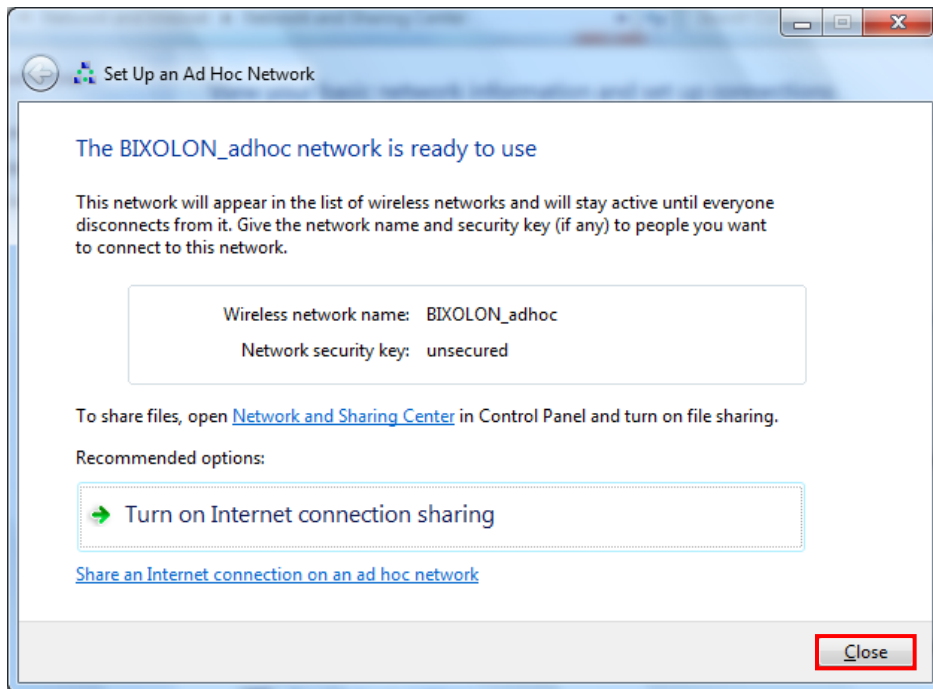 Set Up an Ad Hoc Network
The BIXOLON_adhoc network is ready to use
This network will appear in the list of wireless networks and will stay active until everyone
disconnects from it. Give the network name and security key (if any) to people you want
to connect to this network.
Wireless network name: BIXOLON_adhoc
Network security key: unsecured
To share files, open Network and Sharing Center in Control Panel and turn on file sharing.
Recommended options:
Turn on Internet connection sharing
Share an Internet connection on an ad hoc network
Close